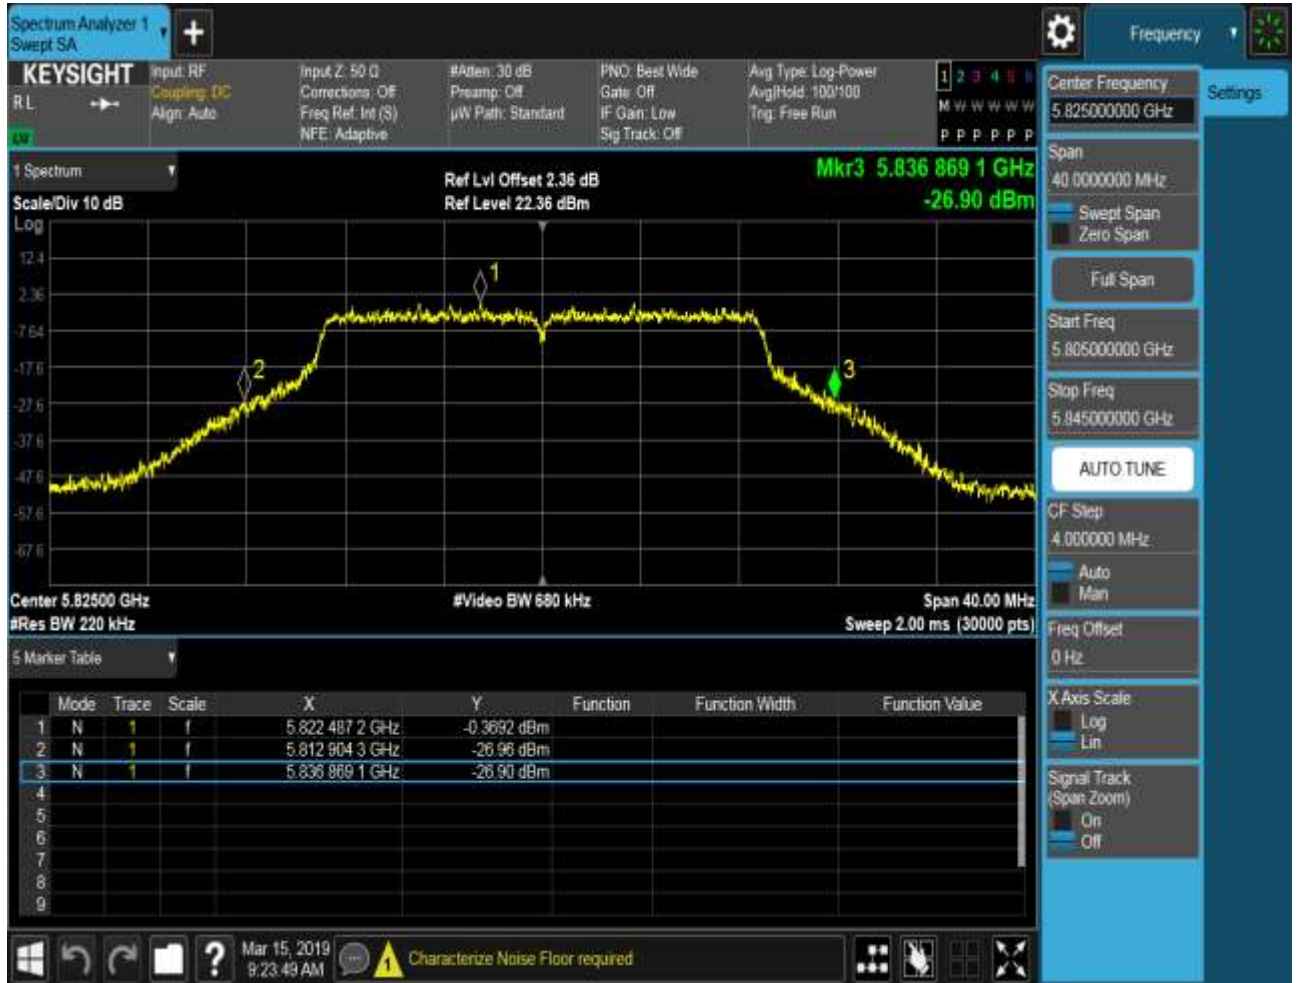 Spectrum Analyzer 1
Swept SA
+
Frequency
KEYSIGHT
RL
Input: RF
Coupling: DC
Align: Auto
Input Z: 50 Ω
Corrections: Off
Freq Ref: Int (S)
NFE: Adaptive
#Atten: 30 dB
Preamp: Off
µW Path: Standard
PNO: Best Wide
Gate: Off
IF Gain: Low
Sig Track: Off
Avg Type: Log-Power
Avg|Hold: 100/100
Trig: Free Run
1 2 3 4 5 6
M W W W W W
P P P P P P
1 Spectrum
Scale/Div 10 dB
Ref Lvl Offset 2.36 dB
Ref Level 22.36 dBm
Mkr3 5.836 869 1 GHz
-26.90 dBm
Log
12.4
2.36
-7.64
-17.6
-27.6
-37.6
-47.6
-57.6
-67.6
1
2
3
Center 5.82500 GHz
#Res BW 220 kHz
#Video BW 680 kHz
Span 40.00 MHz
Sweep 2.00 ms (30000 pts)
5 Marker Table
Mode Trace Scale X Y Function Function Width Function Value
1 N 1 f 5.822 487 2 GHz -0.3692 dBm
2 N 1 f 5.812 904 3 GHz -26.96 dBm
3 N 1 f 5.836 869 1 GHz -26.90 dBm
4
5
6
7
8
9
Mar 15, 2019
9:23:49 AM
?
1
Characterize Noise Floor required
Center Frequency
5.825000000 GHz
Settings
Span
40.0000000 MHz
Swept Span
Zero Span
Full Span
Start Freq
5.805000000 GHz
Stop Freq
5.845000000 GHz
AUTO TUNE
CF Step
4.000000 MHz
Auto
Man
Freq Offset
0 Hz
X Axis Scale
Log
Lin
Signal Track
(Span Zoom)
On
Off